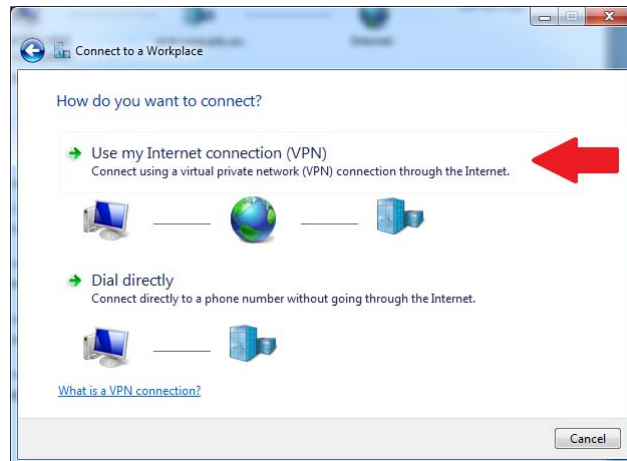 Connect to a Workplace
How do you want to connect?
Use my Internet connection (VPN)
Connect using a virtual private network (VPN) connection through the Internet.
Dial directly
Connect directly to a phone number without going through the Internet.
What is a VPN connection?
Cancel